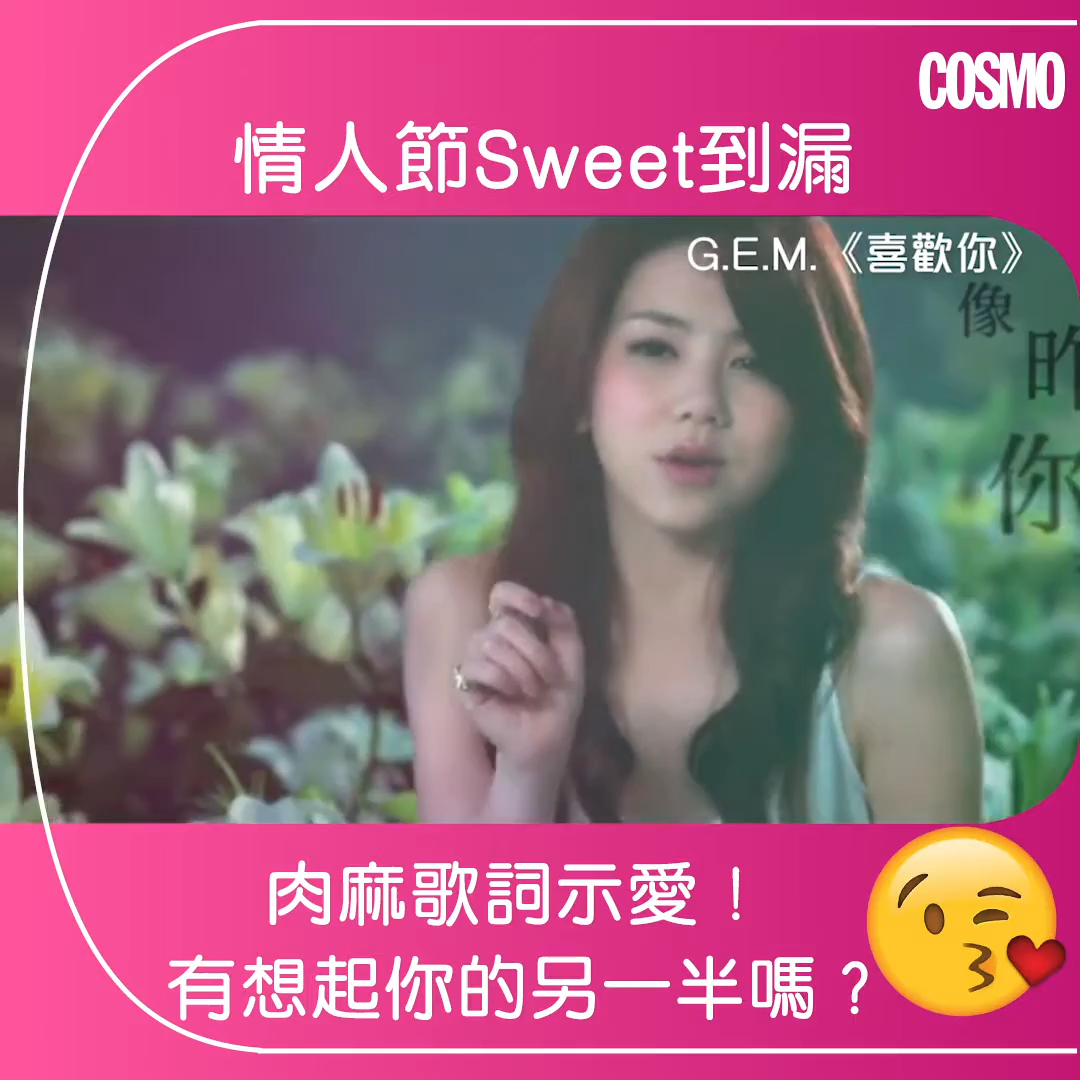 COSMO
情人節Sweet到漏
G.E.M.《喜歡你》
像
昨
你
肉麻歌詞示愛！
有想起你的另一半嗎？